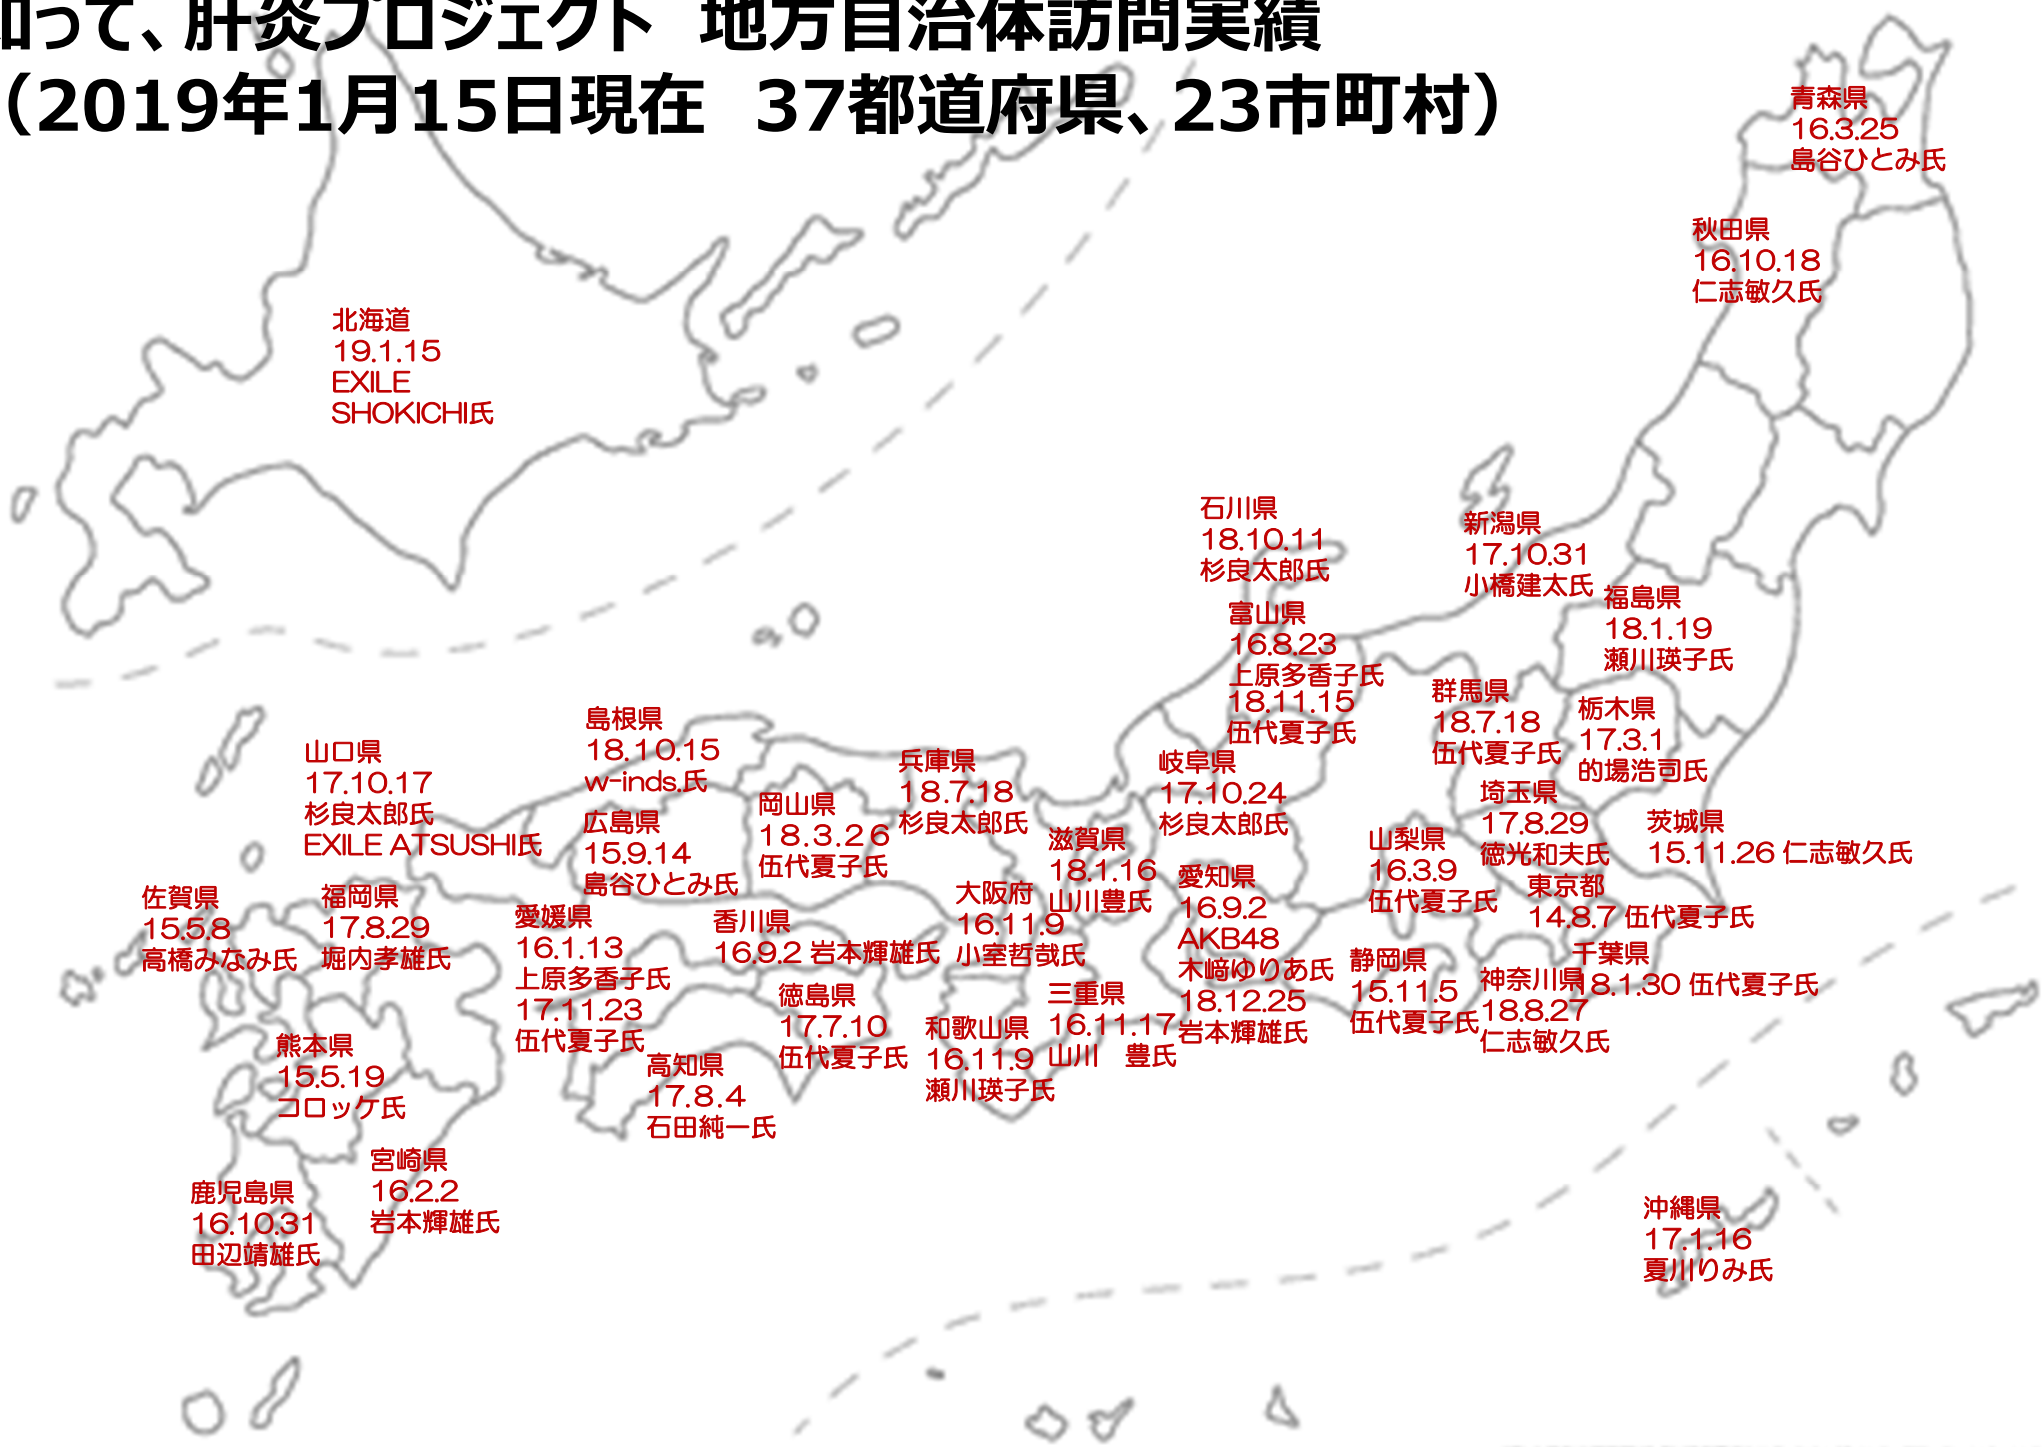 知って、肝炎プロジェクト　地方自治体訪問実績
（2019年1月15日現在　37都道府県、23市町村）
青森県
16.3.25
島谷ひとみ氏
秋田県
16.10.18
仁志敏久氏
北海道
19.1.15
EXILE
SHOKICHI氏
石川県
18.10.11
杉良太郎氏
新潟県
17.10.31
小橋建太氏
福島県
18.1.19
瀬川瑛子氏
富山県
16.8.23
上原多香子氏
18.11.15
伍代夏子氏
群馬県
18.7.18
伍代夏子氏
栃木県
17.3.1
的場浩司氏
島根県
18.10.15
w-inds.氏
山口県
17.10.17
杉良太郎氏
EXILE ATSUSHI氏
兵庫県
18.7.18
杉良太郎氏
岐阜県
17.10.24
杉良太郎氏
埼玉県
17.8.29
徳光和夫氏
岡山県
18.3.26
伍代夏子氏
広島県
15.9.14
島谷ひとみ氏
滋賀県
18.1.16
山川豊氏
山梨県
16.3.9
伍代夏子氏
茨城県
15.11.26 仁志敏久氏
愛知県
16.9.2
AKB48
木﨑ゆりあ氏
18.12.25
岩本輝雄氏
東京都
14.8.7 伍代夏子氏
佐賀県
15.5.8
高橋みなみ氏
福岡県
17.8.29
堀内孝雄氏
愛媛県
16.1.13
上原多香子氏
17.11.23
伍代夏子氏
香川県
16.9.2 岩本輝雄氏
大阪府
16.11.9
小室哲哉氏
静岡県
15.11.5
伍代夏子氏
千葉県
18.1.30 伍代夏子氏
神奈川県
18.8.27
仁志敏久氏
徳島県
17.7.10
伍代夏子氏
三重県
16.11.17
山川　豊氏
和歌山県
16.11.9
瀬川瑛子氏
熊本県
15.5.19
コロッケ氏
高知県
17.8.4
石田純一氏
宮崎県
16.2.2
岩本輝雄氏
鹿児島県
16.10.31
田辺靖雄氏
沖縄県
17.1.16
夏川りみ氏